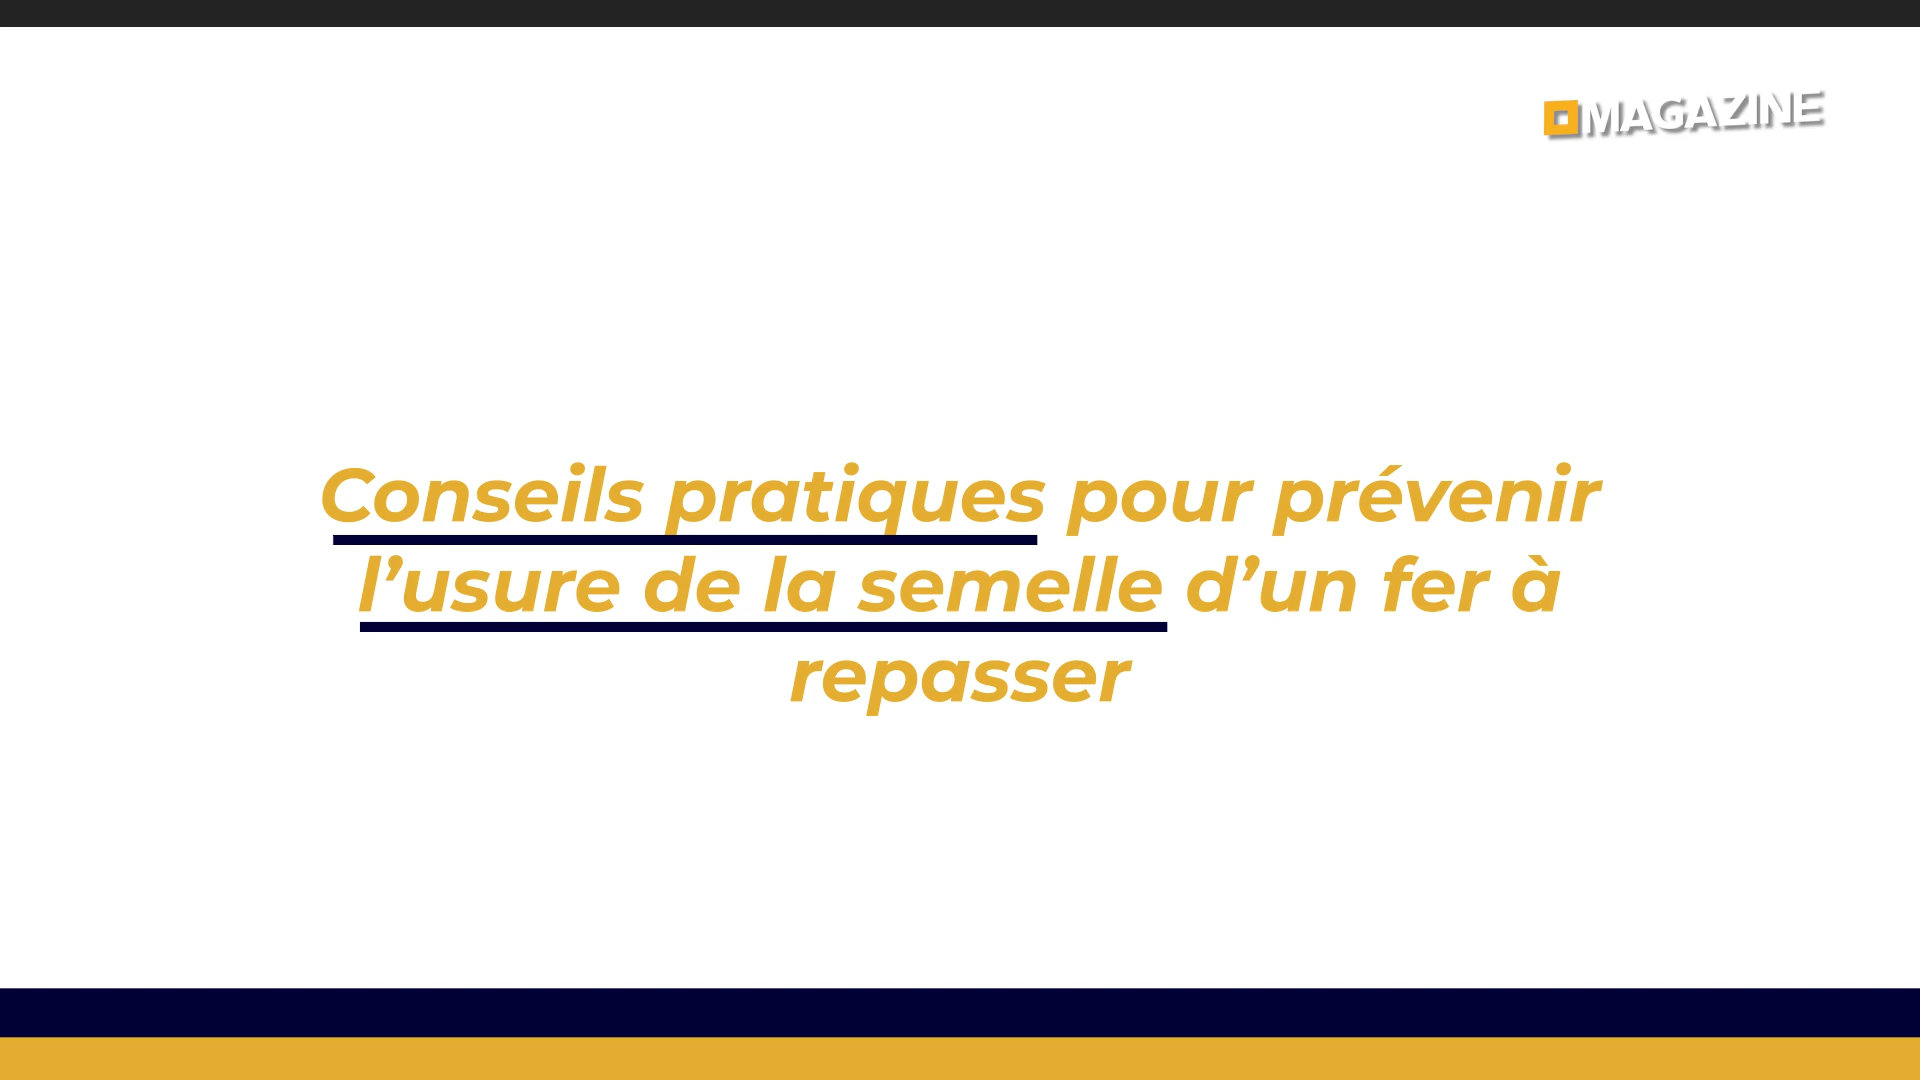 MAGAZINE
Conseils pratiques pour prévenir
l’usure de la semelle d’un fer à
repasser